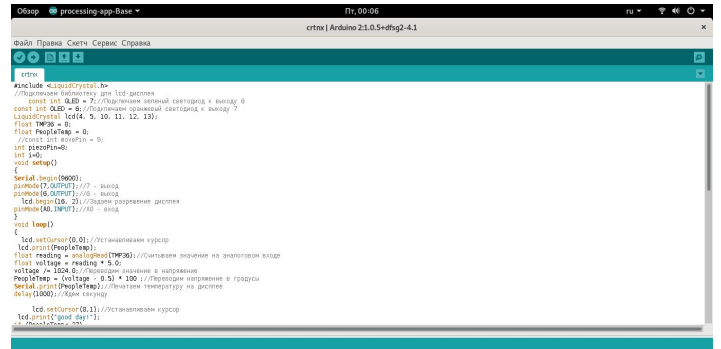 Обзор processing-app-Base Пт, 00:06 ru
crtnx | Arduino 2:1.0.5+dfsg2-4.1
Файл Правка Скетч Сервис Справка
crtnx
#include <LiquidCrystal.h>
//Подключаем библиотеку для lcd-дисплея
const int GLED = 7;//Подключаем зеленый светодиод к выходу 6
const int OLED = 6;//Подключаем оранжевый светодиод к выходу 7
LiquidCrystal lcd(4, 5, 10, 11, 12, 13);
float TMP36 = 0;
float PeopleTemp = 0;
//const int movePin = 9;
int piezoPin=8;
int i=0;
void setup()
{
Serial.begin(9600);
pinMode(7,OUTPUT);//7 - выход
pinMode(6,OUTPUT);//6 - выход
lcd.begin(16, 2);//Задаем разрешение дисплея
pinMode(A0,INPUT);//A0 - вход
}
void loop()
{
lcd.setCursor(0,0);//Устанавливаем курсор
lcd.print(PeopleTemp);
float reading = analogRead(TMP36);//Считываем значение на аналоговом входе
float voltage = reading * 5.0;
voltage /= 1024.0;//Переводим значение в напряжение
PeopleTemp = (voltage - 0.5) * 100 ;//Переводим напряжение в градусы
Serial.print(PeopleTemp);//Печатаем температуру на дисплее
delay(1000);//Ждем секунду
lcd.setCursor(0,1);//Устанавливаем курсор
lcd.print("good day!");